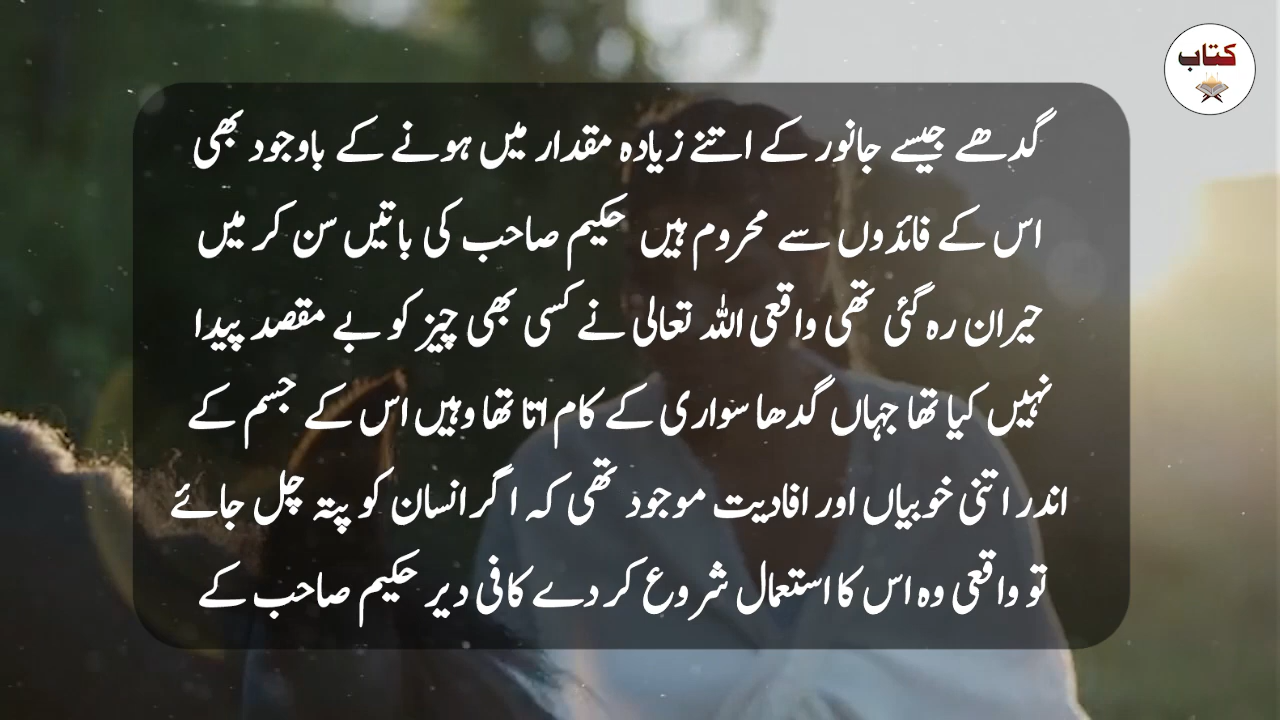 کتاب
گدھے جیسے جانور کے اتنے زیادہ مقدار میں ہونے کے باوجود بھی
اس کے فائدوں سے محروم ہیں حکیم صاحب کی باتیں سن کر میں
حیران رہ گئی تھی واقعی اللہ تعالی نے کسی بھی چیز کو بے مقصد پیدا
نہیں کیا تھا جہاں گدھا سواری کے کام اتا تھا وہیں اس کے جسم کے
اندر اتنی خوبیاں اور افادیت موجود تھی کہ اگر انسان کو پتہ چل جائے
تو واقعی وہ اس کا استعمال شروع کر دے کافی دیر حکیم صاحب کے